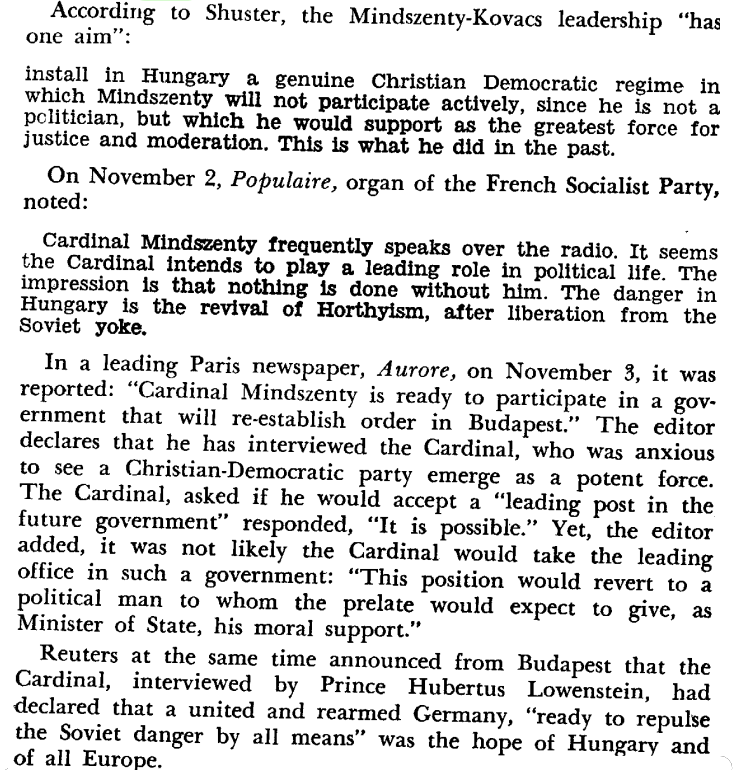 According to Shuster, the Mindszenty-Kovacs leadership "has
one aim":
install in Hungary a genuine Christian Democratic regime in
which Mindszenty will not participate actively, since he is not a
politician, but which he would support as the greatest force for
justice and moderation. This is what he did in the past.
On November 2, Populaire, organ of the French Socialist Party,
noted:
Cardinal Mindszenty frequently speaks over the radio. It seems
the Cardinal intends to play a leading role in political life. The
impression is that nothing is done without him. The danger in
Hungary is the revival of Horthyism, after liberation from the
Soviet yoke.
In a leading Paris newspaper, Aurore, on November 3, it was
reported: "Cardinal Mindszenty is ready to participate in a gov-
ernment that will re-establish order in Budapest." The editor
declares that he has interviewed the Cardinal, who was anxious
to see a Christian-Democratic party emerge as a potent force.
The Cardinal, asked if he would accept a "leading post in the
future government" responded, "It is possible." Yet, the editor
added, it was not likely the Cardinal would take the leading
office in such a government: "This position would revert to a
political man to whom the prelate would expect to give, as
Minister of State, his moral support."
Reuters at the same time announced from Budapest that the
Cardinal, interviewed by Prince Hubertus Lowenstein, had
declared that a united and rearmed Germany, "ready to repulse
the Soviet danger by all means" was the hope of Hungary and
of all Europe.